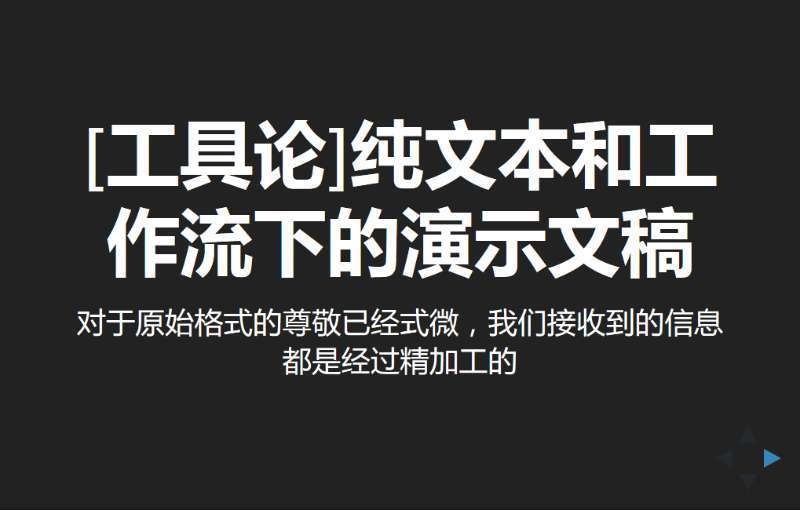 [工具论]纯文本和工
作流下的演示文稿
对于原始格式的尊敬已经式微，我们接收到的信息
都是经过精加工的